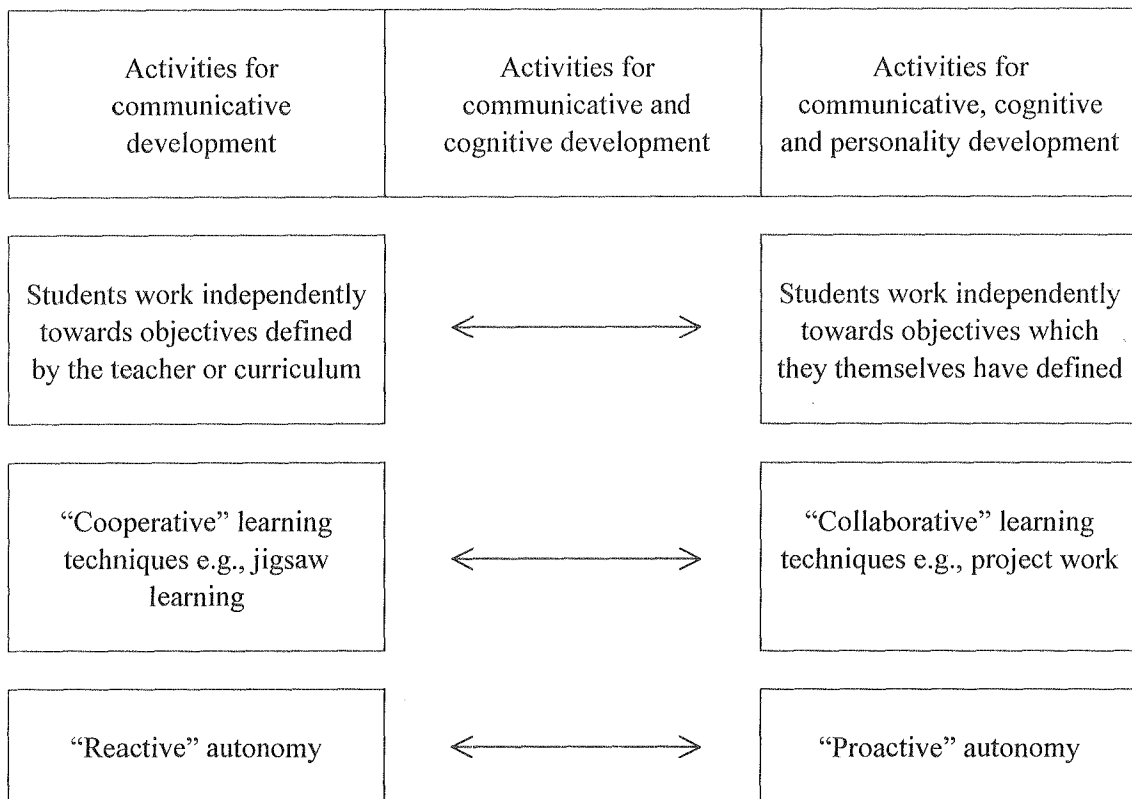 Activities for
communicative
development
Activities for
communicative and
cognitive development
Activities for
communicative, cognitive
and personality development
Students work independently
towards objectives defined
by the teacher or curriculum
Students work independently
towards objectives which
they themselves have defined
“Cooperative” learning
techniques e.g., jigsaw
learning
“Collaborative” learning
techniques e.g., project work
“Reactive” autonomy
“Proactive” autonomy